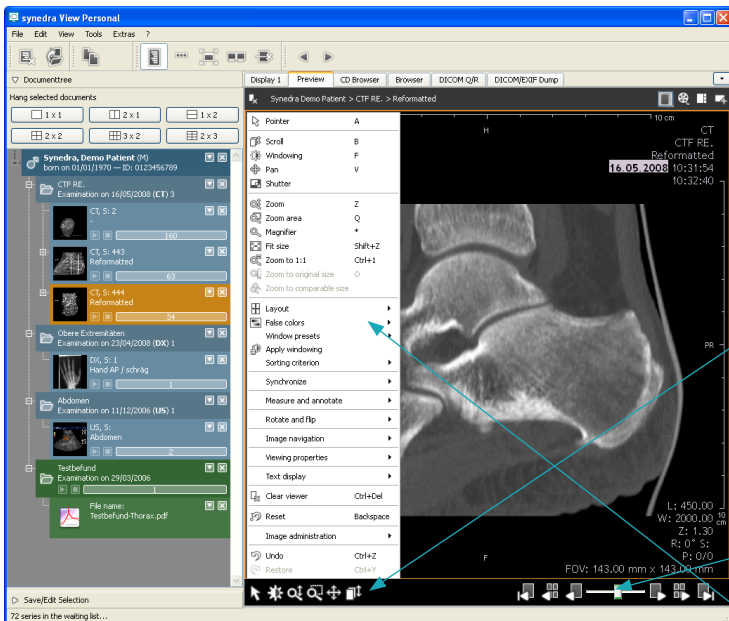 synedra View Personal
File Edit View Tools Extras ?
Documenttree
Hang selected documents
1 x 1
2 x 1
1 x 2
2 x 2
3 x 2
2 x 3
Synedra, Demo Patient (M)
born on 01/01/1970 — ID: 0123456789
CTF RE.
Examination on 16/05/2008 (CT) 3
CT, S: 2
-
160
CT, S: 443
Reformatted
63
CT, S: 444
Reformatted
34
Obere Extremitäten
Examination on 23/04/2008 (DX) 1
DX, S: 1
Hand AP / schräg
1
Abdomen
Examination on 11/12/2006 (US) 1
US, S:
Abdomen
2
Testbefund
Examination on 29/03/2006
1
File name:
Testbefund-Thorax.pdf
Save/Edit Selection
72 series in the waiting list...
Display 1 Preview CD Browser Browser DICOM Q/R DICOM/EXIF Dump
Synedra Demo Patient > CTF RE. > Reformatted
Pointer A
Scroll B
Windowing F
Pan V
Shutter
Zoom Z
Zoom area Q
Magnifier *
Fit size Shift+Z
Zoom to 1:1 Ctrl+1
Zoom to original size O
Zoom to comparable size
Layout
False colors
Window presets
Apply windowing
Sorting criterion
Synchronize
Measure and annotate
Rotate and flip
Image navigation
Viewing properties
Text display
Clear viewer Ctrl+Del
Reset Backspace
Image administration
Undo Ctrl+Z
Restore Ctrl+Y
10 cm
H
CT
CTF RE.
Reformatted
16.05.2008 10:31:54
10:32:40
PR
L: 450.00
W: 2000.00
10
cm
Z: 1.30
R: 0° S:
P: 0/0
F
FOV: 143.00 mm x 143.00 mm